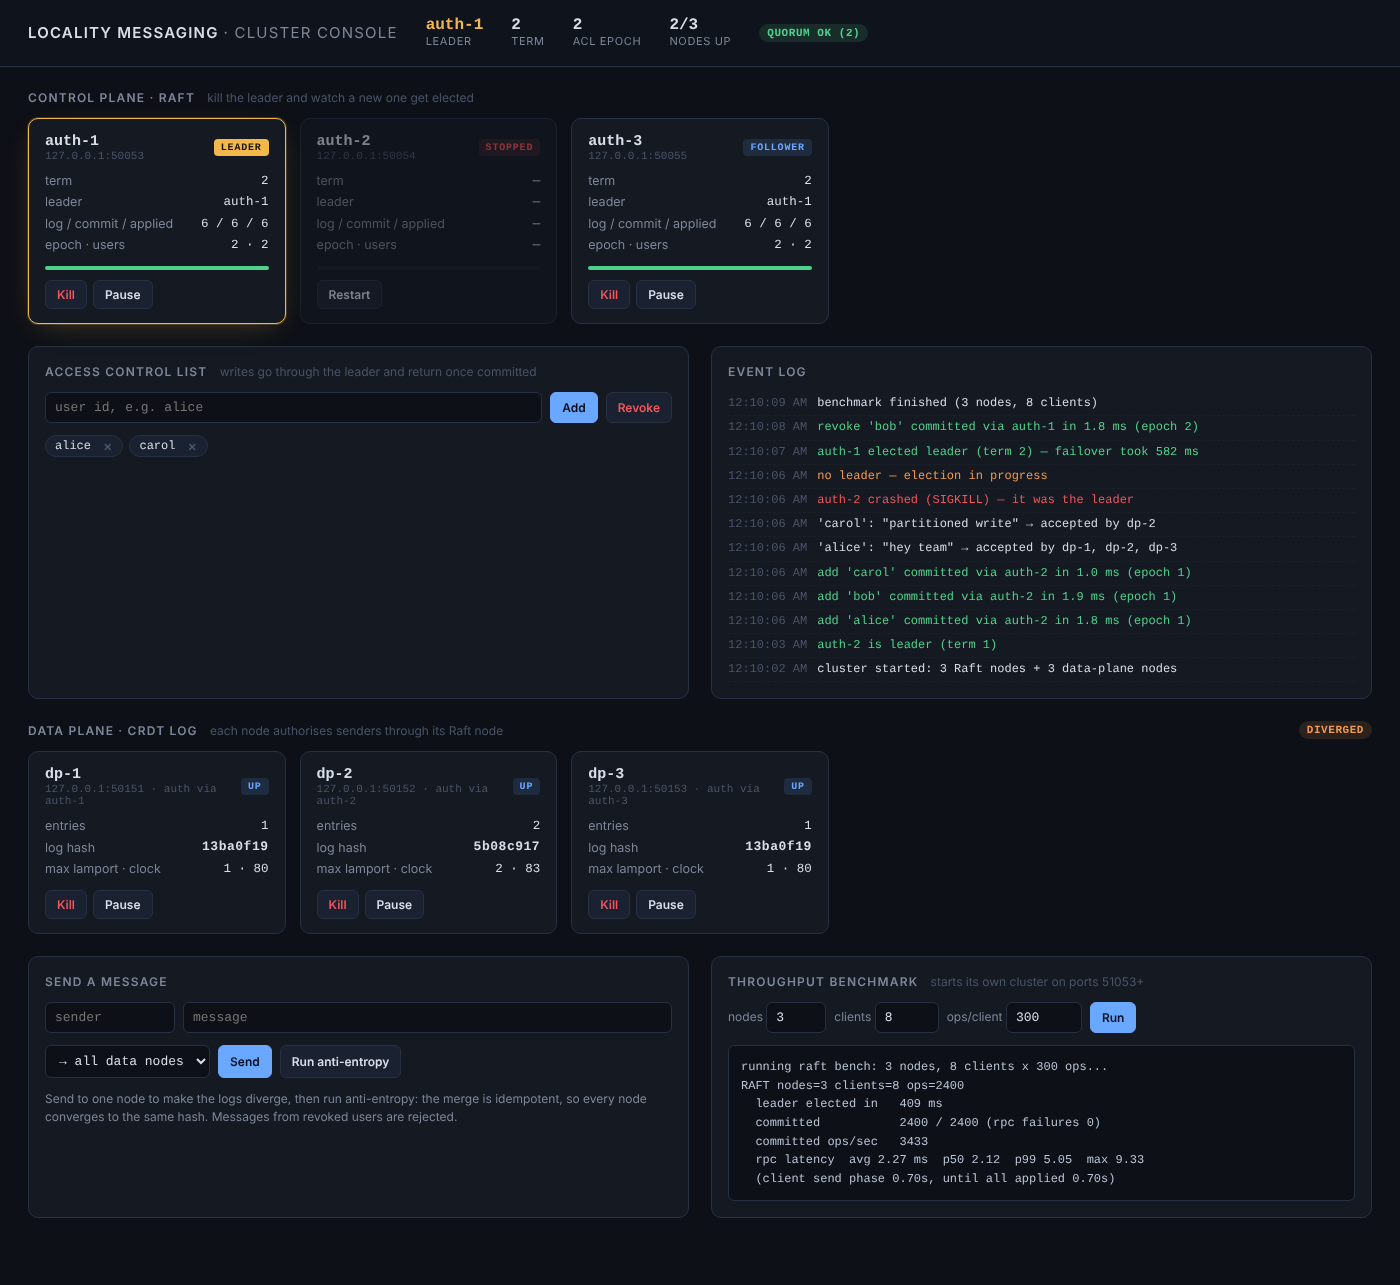 LOCALITY MESSAGING · CLUSTER CONSOLE
auth-1 2 2 2/3
LEADER TERM ACL EPOCH NODES UP
QUORUM OK (2)
CONTROL PLANE · RAFT kill the leader and watch a new one get elected
auth-1
127.0.0.1:50053
LEADER
term 2
leader auth-1
log / commit / applied 6 / 6 / 6
epoch · users 2 · 2
Kill Pause
auth-2
127.0.0.1:50054
STOPPED
term —
leader —
log / commit / applied —
epoch · users —
Restart
auth-3
127.0.0.1:50055
FOLLOWER
term 2
leader auth-1
log / commit / applied 6 / 6 / 6
epoch · users 2 · 2
Kill Pause
ACCESS CONTROL LIST writes go through the leader and return once committed
user id, e.g. alice Add Revoke
alice × carol ×
EVENT LOG
12:10:09 AM benchmark finished (3 nodes, 8 clients)
12:10:08 AM revoke 'bob' committed via auth-1 in 1.8 ms (epoch 2)
12:10:07 AM auth-1 elected leader (term 2) — failover took 582 ms
12:10:06 AM no leader — election in progress
12:10:06 AM auth-2 crashed (SIGKILL) — it was the leader
12:10:06 AM 'carol': "partitioned write" → accepted by dp-2
12:10:06 AM 'alice': "hey team" → accepted by dp-1, dp-2, dp-3
12:10:06 AM add 'carol' committed via auth-2 in 1.0 ms (epoch 1)
12:10:06 AM add 'bob' committed via auth-2 in 1.9 ms (epoch 1)
12:10:06 AM add 'alice' committed via auth-2 in 1.8 ms (epoch 1)
12:10:03 AM auth-2 is leader (term 1)
12:10:02 AM cluster started: 3 Raft nodes + 3 data-plane nodes
DATA PLANE · CRDT LOG each node authorises senders through its Raft node
DIVERGED
dp-1
127.0.0.1:50151 · auth via
auth-1
UP
entries 1
log hash 13ba0f19
max lamport · clock 1 · 80
Kill Pause
dp-2
127.0.0.1:50152 · auth via
auth-2
UP
entries 2
log hash 5b08c917
max lamport · clock 2 · 83
Kill Pause
dp-3
127.0.0.1:50153 · auth via
auth-3
UP
entries 1
log hash 13ba0f19
max lamport · clock 1 · 80
Kill Pause
SEND A MESSAGE
sender message
→ all data nodes Send Run anti-entropy
Send to one node to make the logs diverge, then run anti-entropy: the merge is idempotent, so every node
converges to the same hash. Messages from revoked users are rejected.
THROUGHPUT BENCHMARK starts its own cluster on ports 51053+
nodes 3 clients 8 ops/client 300 Run
running raft bench: 3 nodes, 8 clients x 300 ops...
RAFT nodes=3 clients=8 ops=2400
leader elected in 409 ms
committed 2400 / 2400 (rpc failures 0)
committed ops/sec 3433
rpc latency avg 2.27 ms p50 2.12 p99 5.05 max 9.33
(client send phase 0.70s, until all applied 0.70s)